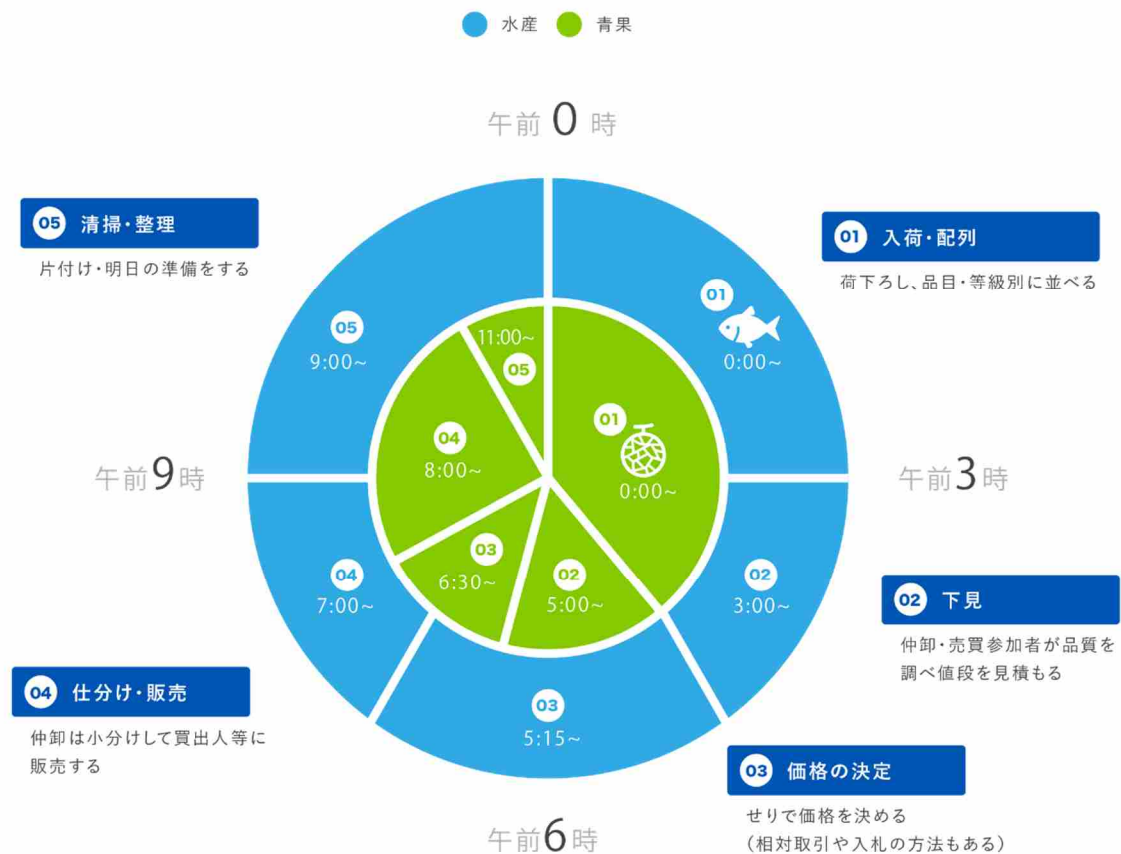 水産 青果
午前 0 時
05 清掃・整理
片付け・明日の準備をする
01 入荷・配列
荷下ろし、品目・等級別に並べる
01
0:00~
05
9:00~
11:00~
05
01
0:00~
04
8:00~
午前9時
午前3時
03
6:30~
02
5:00~
04
7:00~
02
3:00~
02 下見
仲卸・売買参加者が品質を
調べ値段を見積もる
04 仕分け・販売
仲卸は小分けして買出人等に
販売する
03
5:15~
03 価格の決定
せりで価格を決める
(相対取引や入札の方法もある)
午前6時